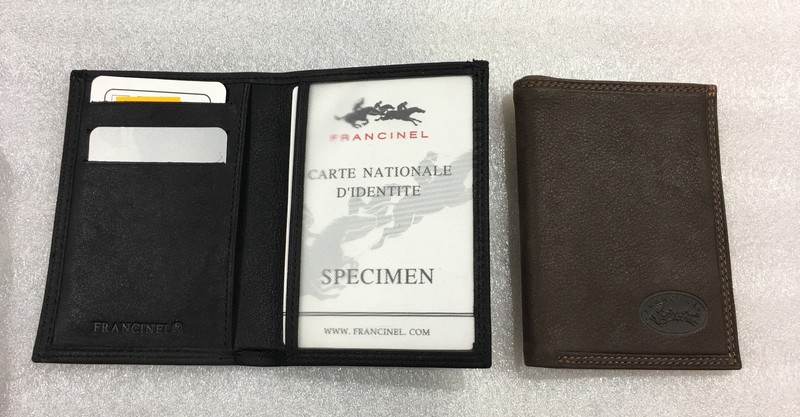 FRANCINEL®
FRANCINEL
CARTE NATIONALE
D'IDENTITE
SPECIMEN
WWW. FRANCINEL. COM